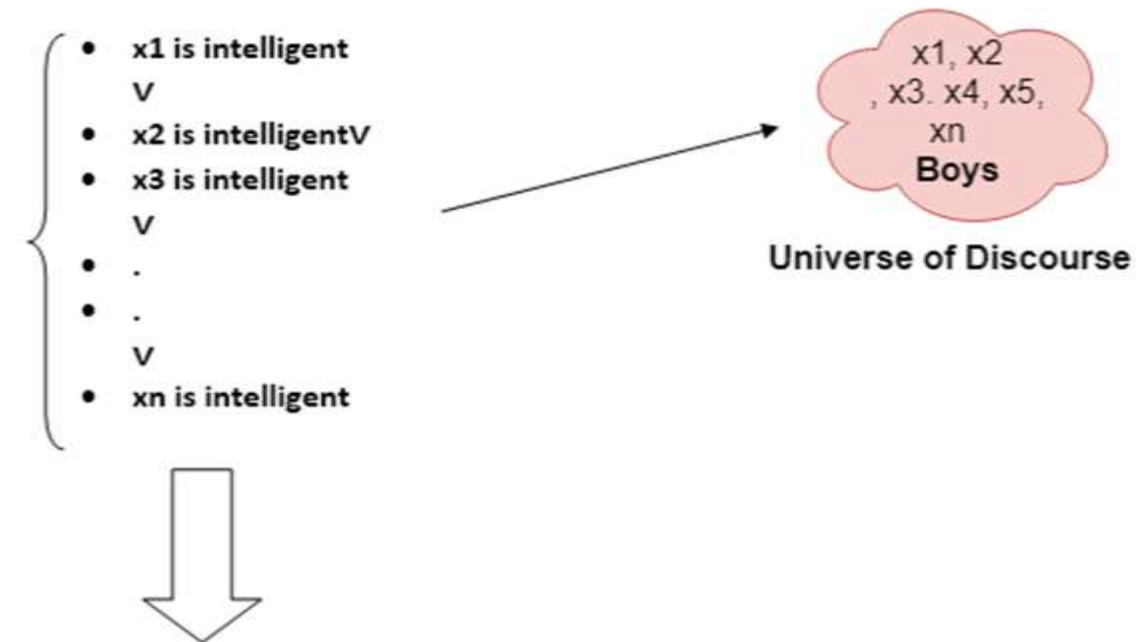 • x1 is intelligent
V
• x2 is intelligentV
• x3 is intelligent
V
• .
• .
V
• xn is intelligent
x1, x2
, x3. x4, x5,
xn
Boys
Universe of Discourse